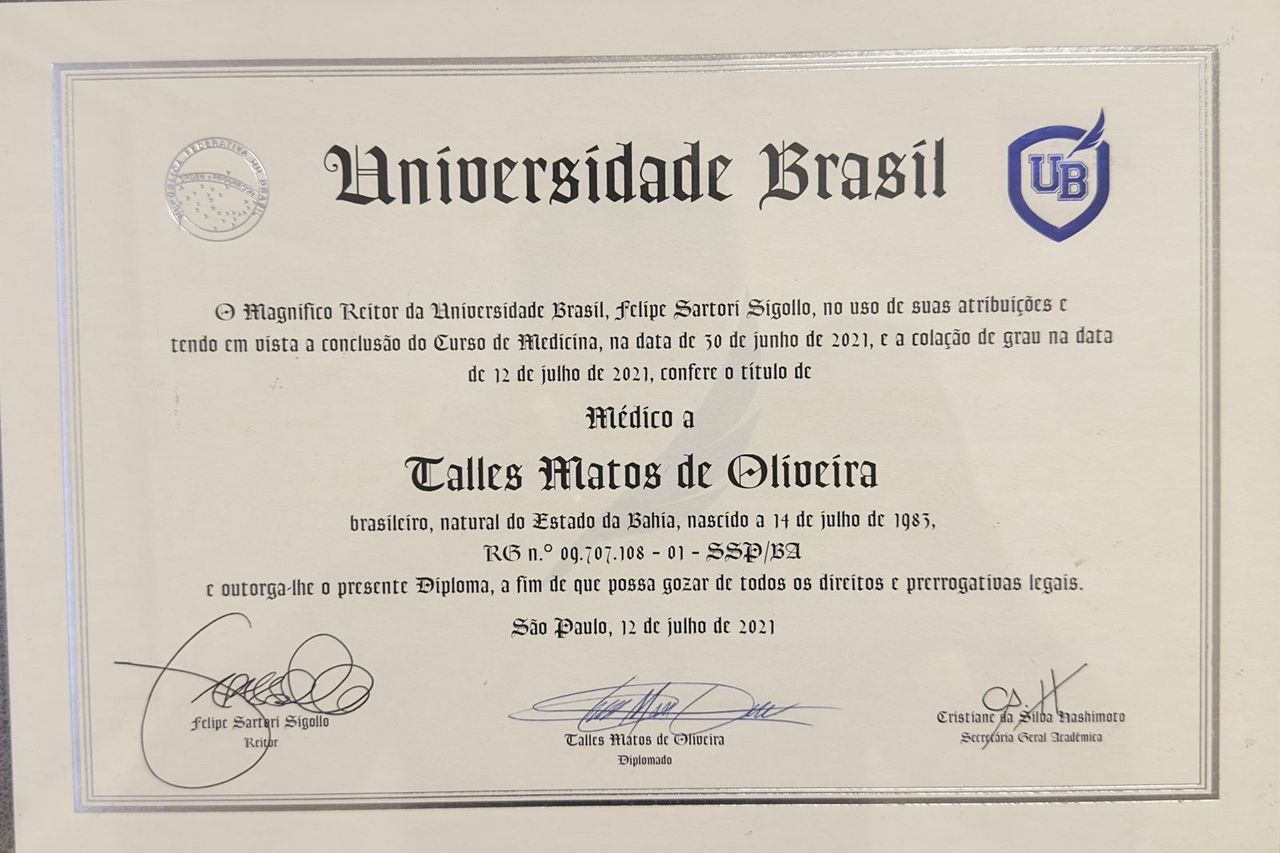 REPÚBLICA FEDERATIVA DO BRASIL
Universidade Brasil
UB
O Magnífico Reitor da Universidade Brasil, Felipe Sartori Sigollo, no uso de suas atribuições e
tendo em vista a conclusão do Curso de Medicina, na data de 30 de junho de 2021, e a colação de grau na data
de 12 de julho de 2021, confere o título de
Médico a
Talles Matos de Oliveira
brasileiro, natural do Estado da Bahia, nascido a 14 de julho de 1983,
RG n.º 09.707.108 - 01 - SSP/BA
e outorga-lhe o presente Diploma, a fim de que possa gozar de todos os direitos e prerrogativas legais.
São Paulo, 12 de julho de 2021
Felipe Sartori Sigollo
Reitor
Talles Matos de Oliveira
Diplomado
Cristiane da Silva Hashimoto
Secretária Geral Acadêmica